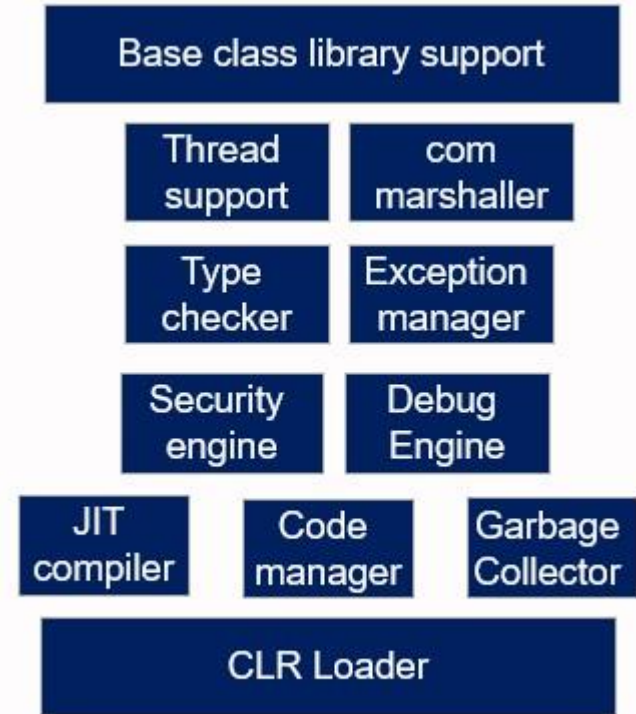 Base class library support
Thread support
com marshaller
Type checker
Exception manager
Security engine
Debug Engine
JIT compiler
Code manager
Garbage Collector
CLR Loader